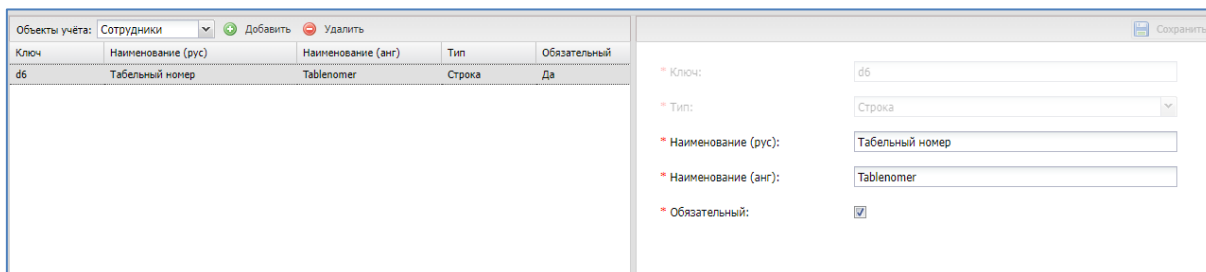 Объекты учёта: Сотрудники Добавить Удалить Сохранить
Ключ Наименование (рус) Наименование (анг) Тип Обязательный
d6 Табельный номер Tablenomer Строка Да
* Ключ: d6
* Тип: Строка
* Наименование (рус): Табельный номер
* Наименование (анг): Tablenomer
* Обязательный: